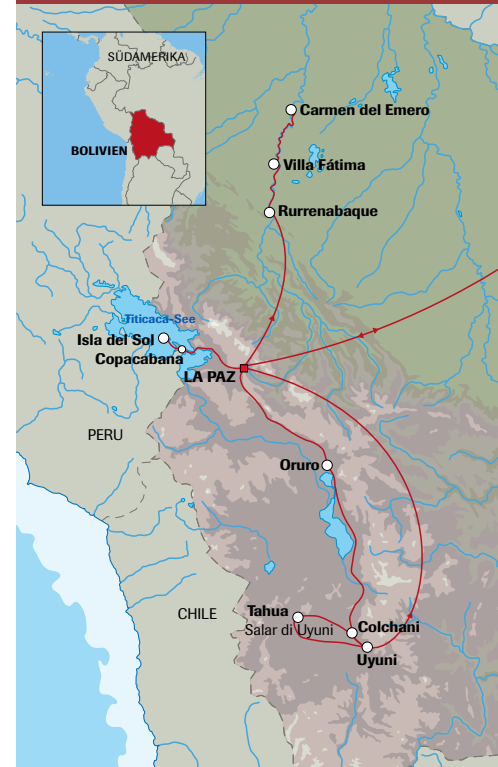 SÜDAMERIKA
BOLIVIEN
Carmen del Emero
Villa Fátima
Rurrenabaque
Titicaca-See
Isla del Sol
Copacabana
LA PAZ
PERU
Oruro
CHILE
Tahua
Salar di Uyuni
Colchani
Uyuni